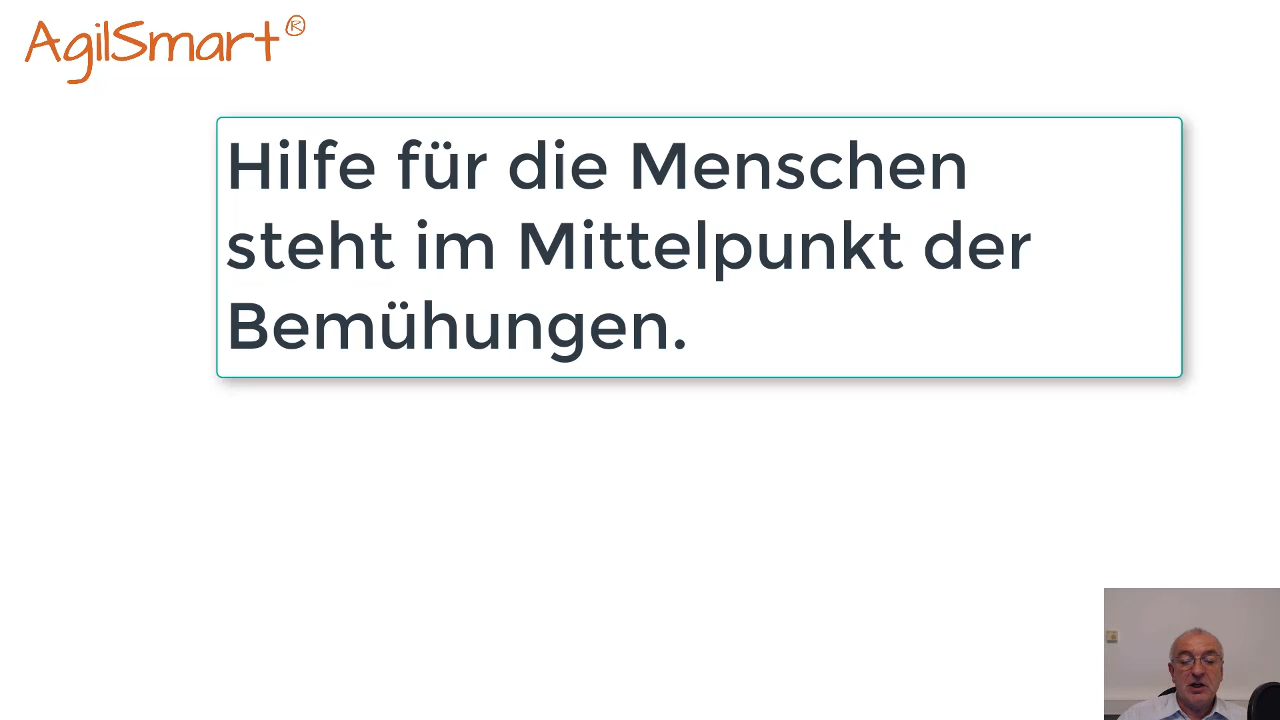 AgilSmart®
Hilfe für die Menschen
steht im Mittelpunkt der
Bemühungen.